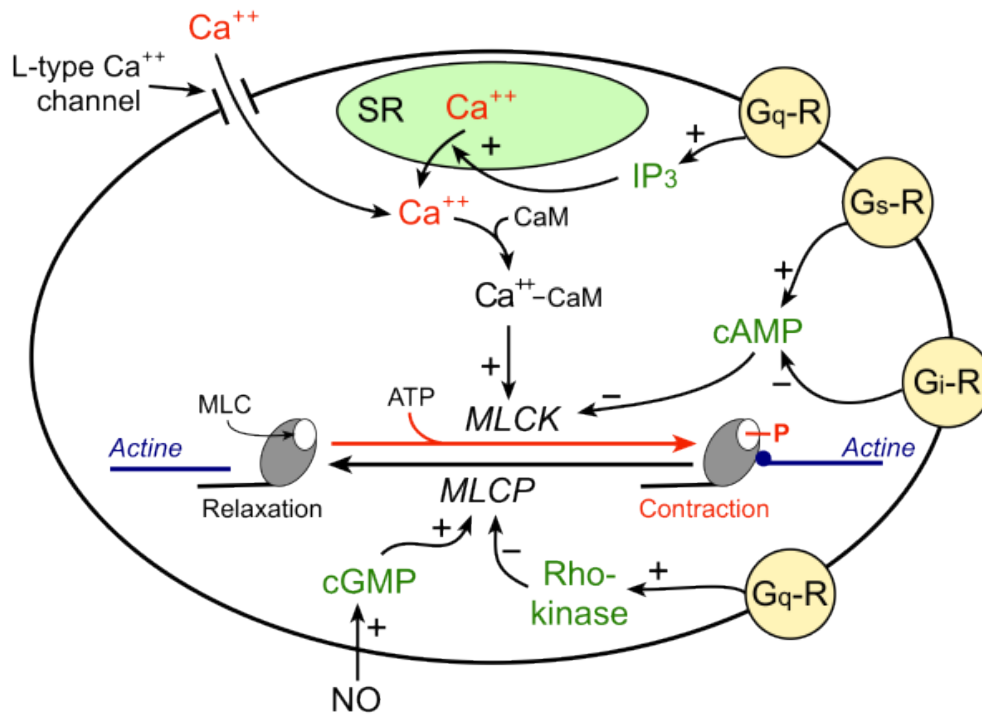 Ca++
L-type Ca++
channel
SR
Ca++
+
Gq-R
+
IP3
Gs-R
Ca++
CaM
+
Ca++–CaM
cAMP
+
–
–
Gi-R
ATP
MLCK
MLC
P
Actine
Actine
Relaxation
MLCP
Contraction
+
–
+
cGMP
Rho-
kinase
Gq-R
+
NO